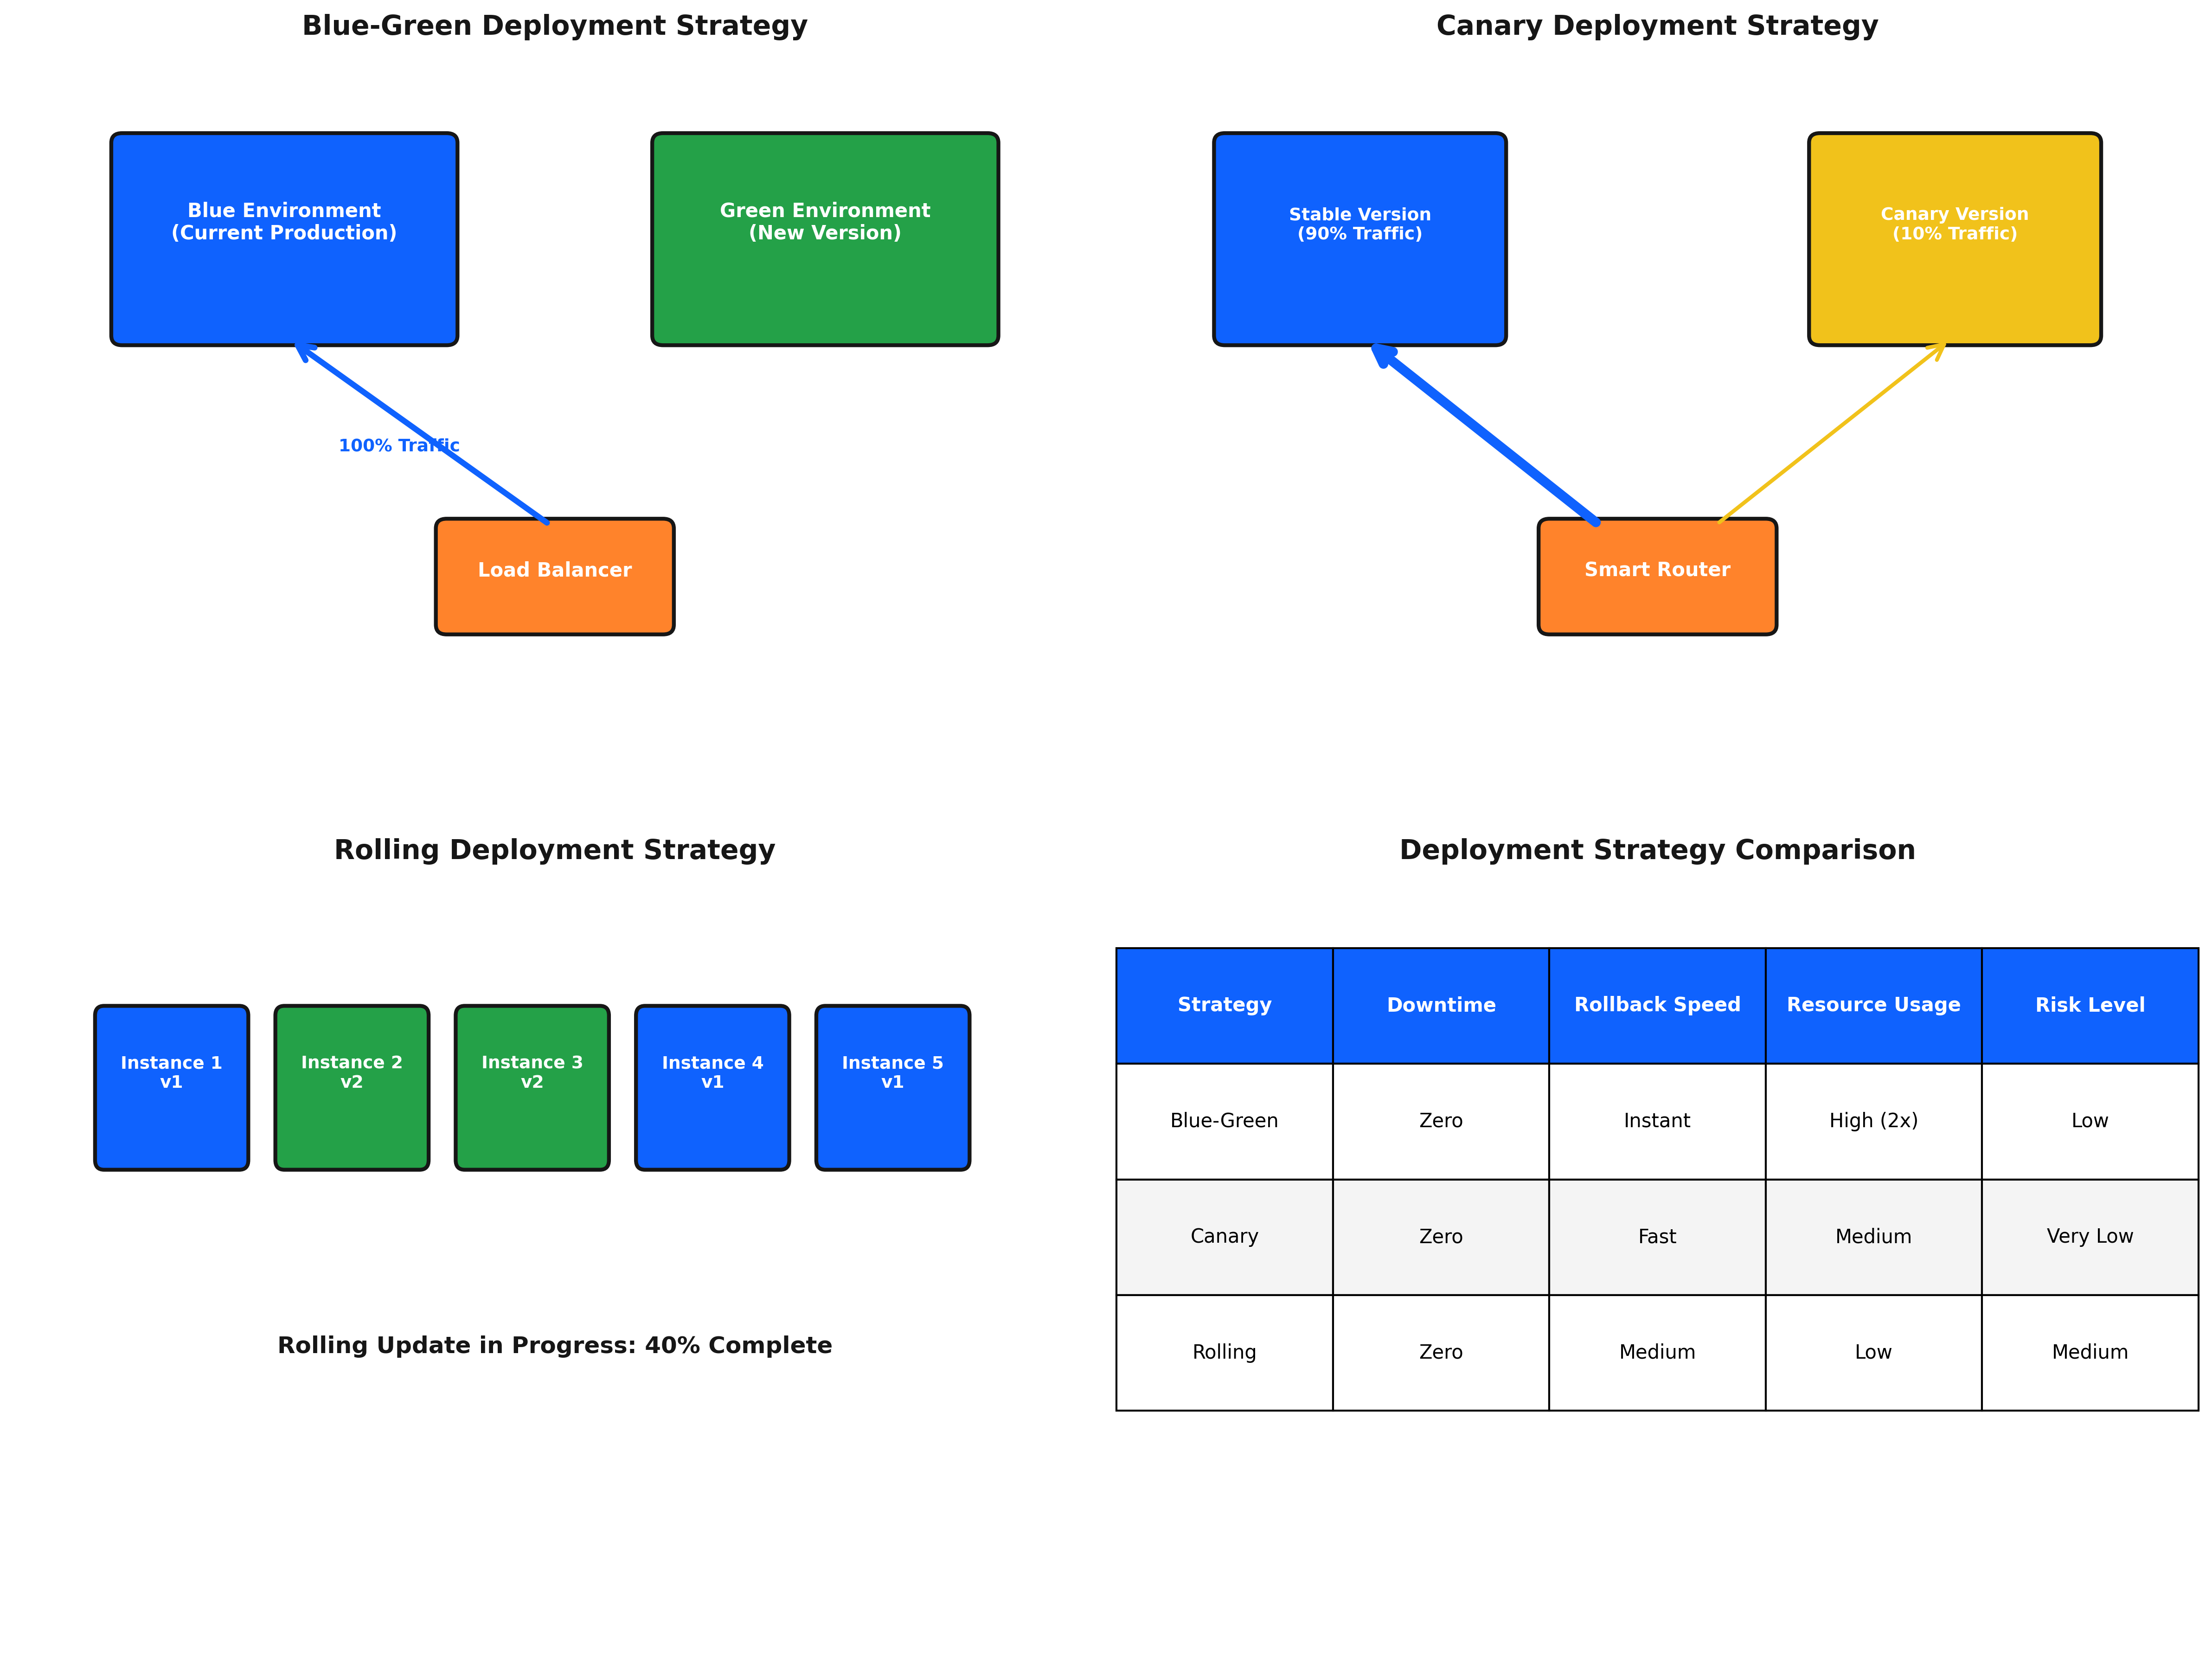 Blue-Green Deployment Strategy
Blue Environment
(Current Production)
Green Environment
(New Version)
100% Traffic
Load Balancer
Canary Deployment Strategy
Stable Version
(90% Traffic)
Canary Version
(10% Traffic)
Smart Router
Rolling Deployment Strategy
Instance 1
v1
Instance 2
v2
Instance 3
v2
Instance 4
v1
Instance 5
v1
Rolling Update in Progress: 40% Complete
Deployment Strategy Comparison
Strategy Downtime Rollback Speed Resource Usage Risk Level
Blue-Green Zero Instant High (2x) Low
Canary Zero Fast Medium Very Low
Rolling Zero Medium Low Medium